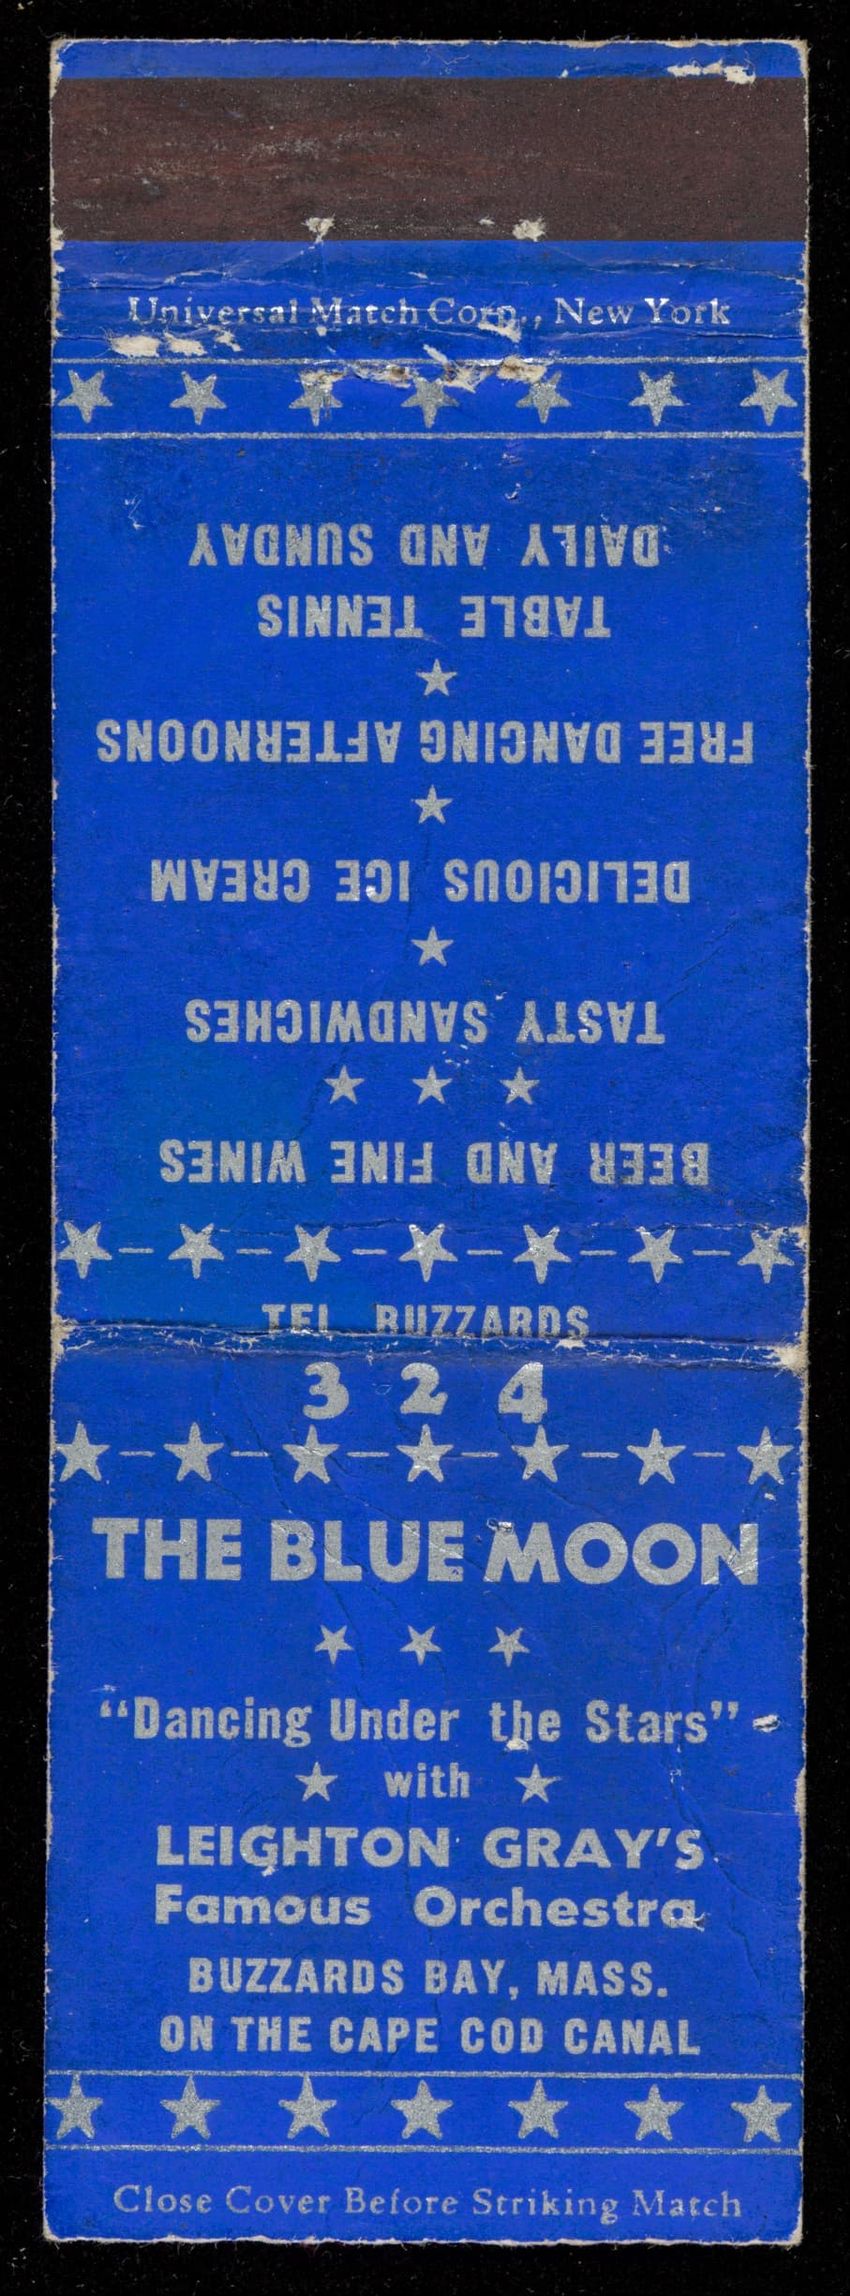 Universal Match Corp., New York
BEER AND FINE WINES
TASTY SANDWICHES
DELICIOUS ICE CREAM
FREE DANCING AFTERNOONS
TABLE TENNIS
DAILY AND SUNDAY
TEL BUZZARDS
3 2 4
THE BLUE MOON
“Dancing Under the Stars”
with
LEIGHTON GRAY'S
Famous Orchestra
BUZZARDS BAY, MASS.
ON THE CAPE COD CANAL
Close Cover Before Striking Match